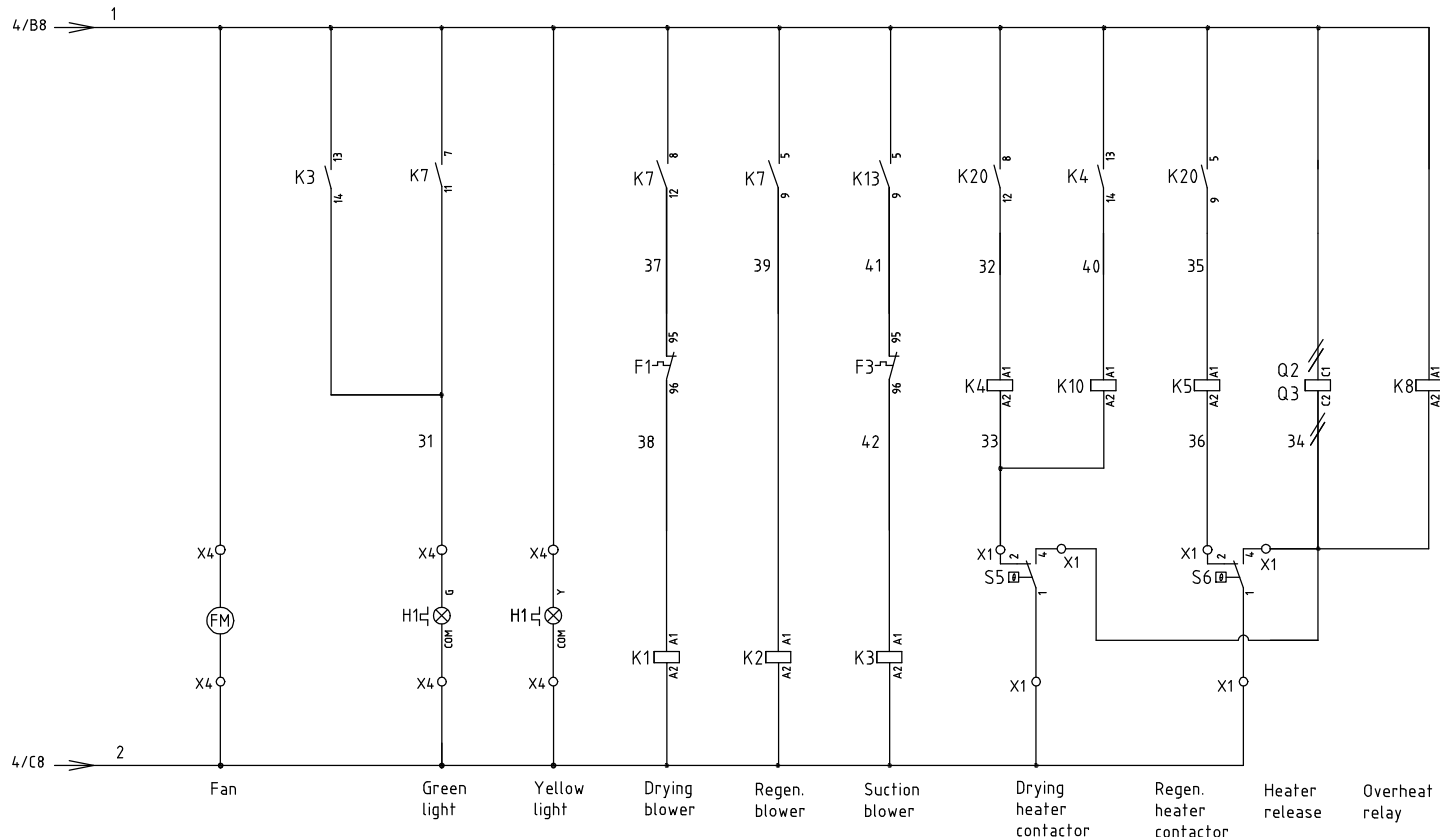 4/B8
1
13
K3
14
7
K7
11
8
K7
12
5
K7
9
5
K13
9
8
K20
12
13
K4
14
5
K20
9
37
39
41
32
40
35
95
F1
96
95
F3
96
A1
K4
A2
A1
K10
A2
A1
K5
A2
Q2
Q3
C1
C2
A1
K8
A2
31
38
42
33
36
34
X4
X4
X4
X1
2
4
X1
S5
1
X1
2
4
X1
S6
1
FM
G
H1
COM
Y
H1
COM
A1
K1
A2
A1
K2
A2
A1
K3
A2
X4
X4
X4
X1
X1
4/C8
2
Fan
Green
light
Yellow
light
Drying
blower
Regen.
blower
Suction
blower
Drying
heater
contactor
Regen.
heater
contactor
Heater
release
Overheat
relay